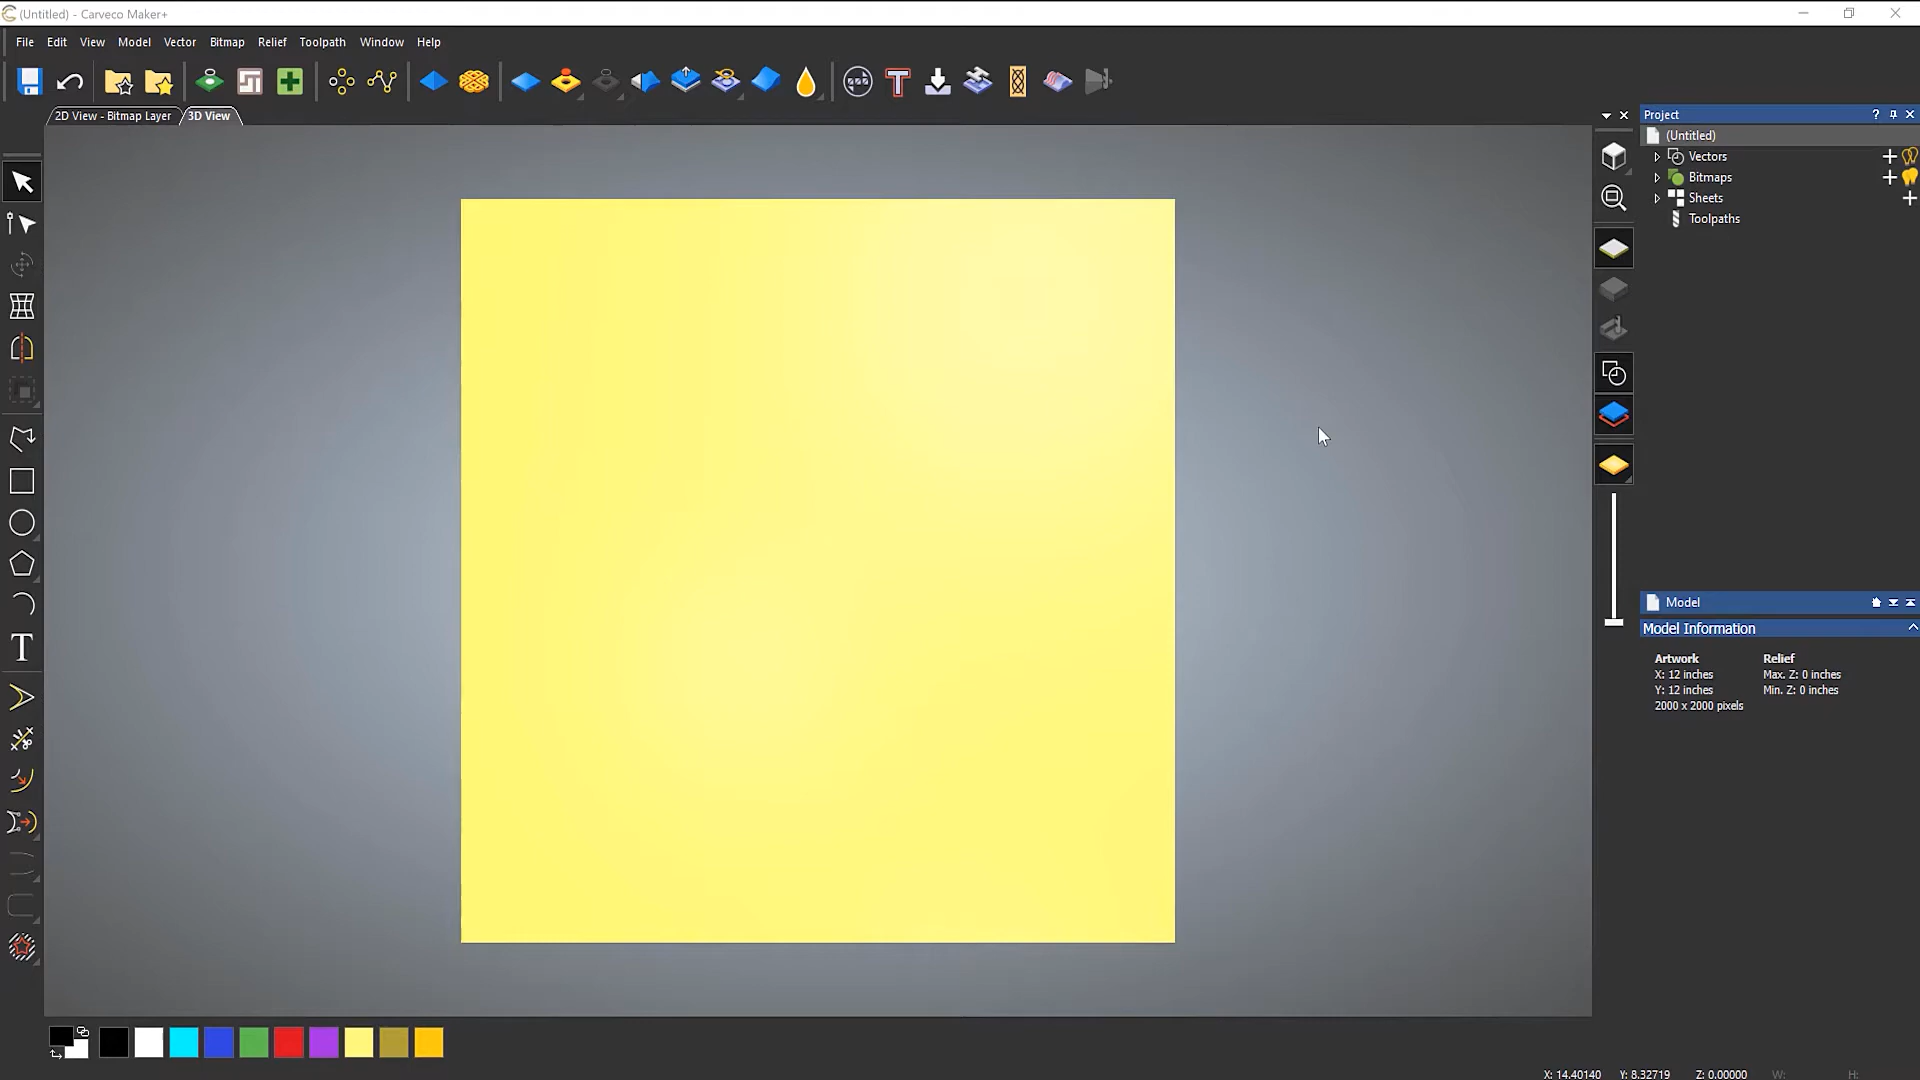 (Untitled) - Carveco Maker+
File Edit View Model Vector Bitmap Relief Toolpath Window Help
2D View - Bitmap Layer 3D View
Project
(Untitled)
Vectors
Bitmaps
Sheets
Toolpaths
Model
Model Information
Artwork Relief
X: 12 inches Max. Z: 0 inches
Y: 12 inches Min. Z: 0 inches
2000 x 2000 pixels
X: 14.40140 Y: 8.32719 Z: 0.00000 W: H: